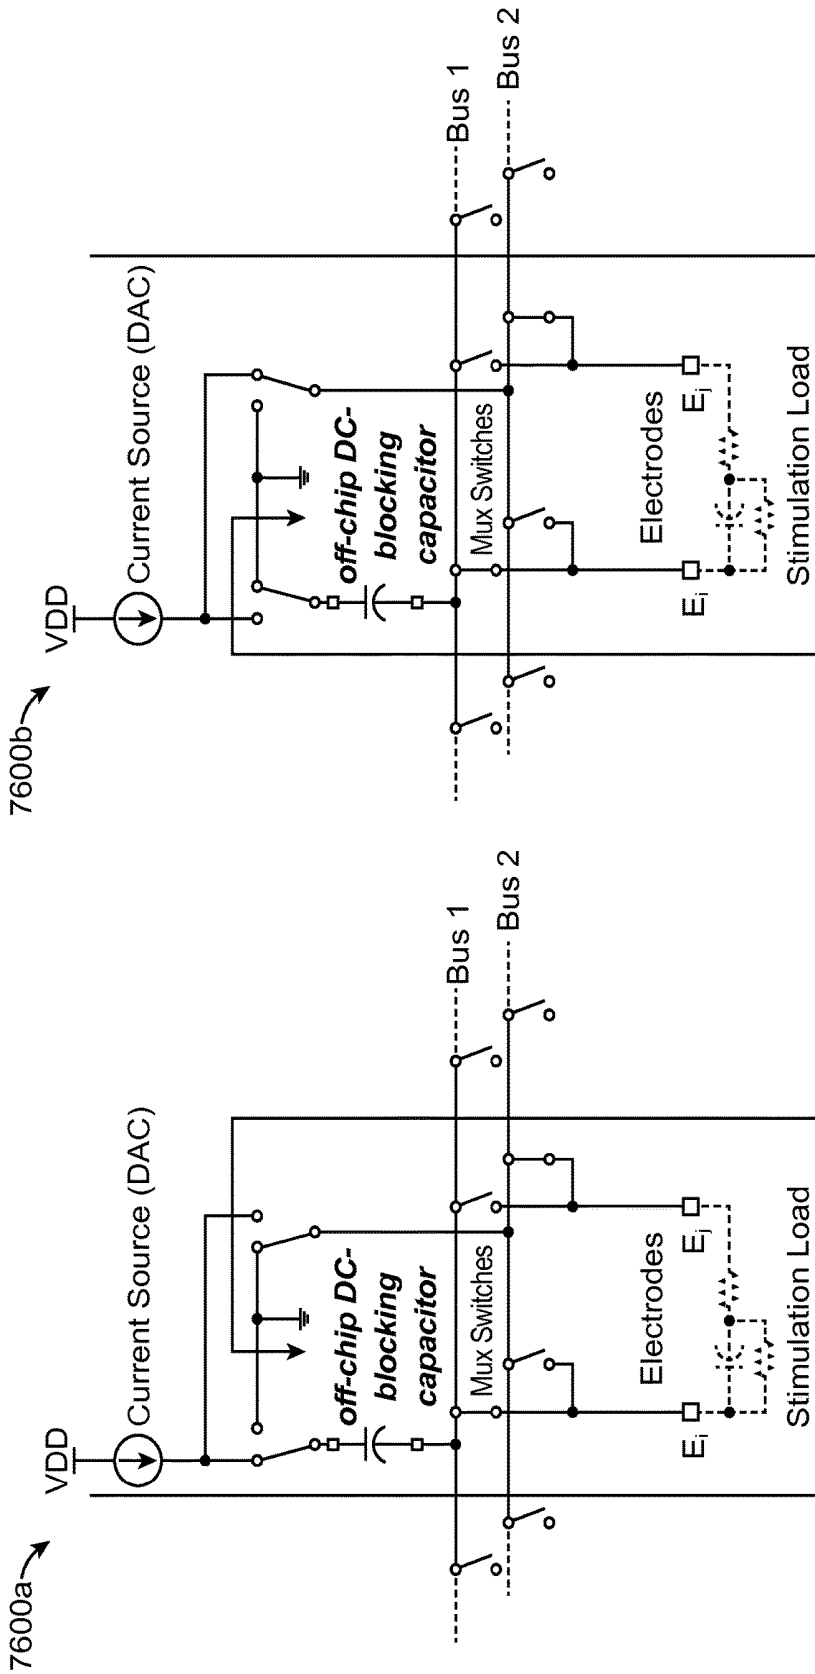 7600b
VDD
Current Source (DAC)
off-chip DC-
blocking
capacitor
Bus 1
Bus 2
Mux Switches
Electrodes
Ei
Ej
Stimulation Load
7600a
VDD
Current Source (DAC)
off-chip DC-
blocking
capacitor
Bus 1
Bus 2
Mux Switches
Electrodes
Ei
Ej
Stimulation Load